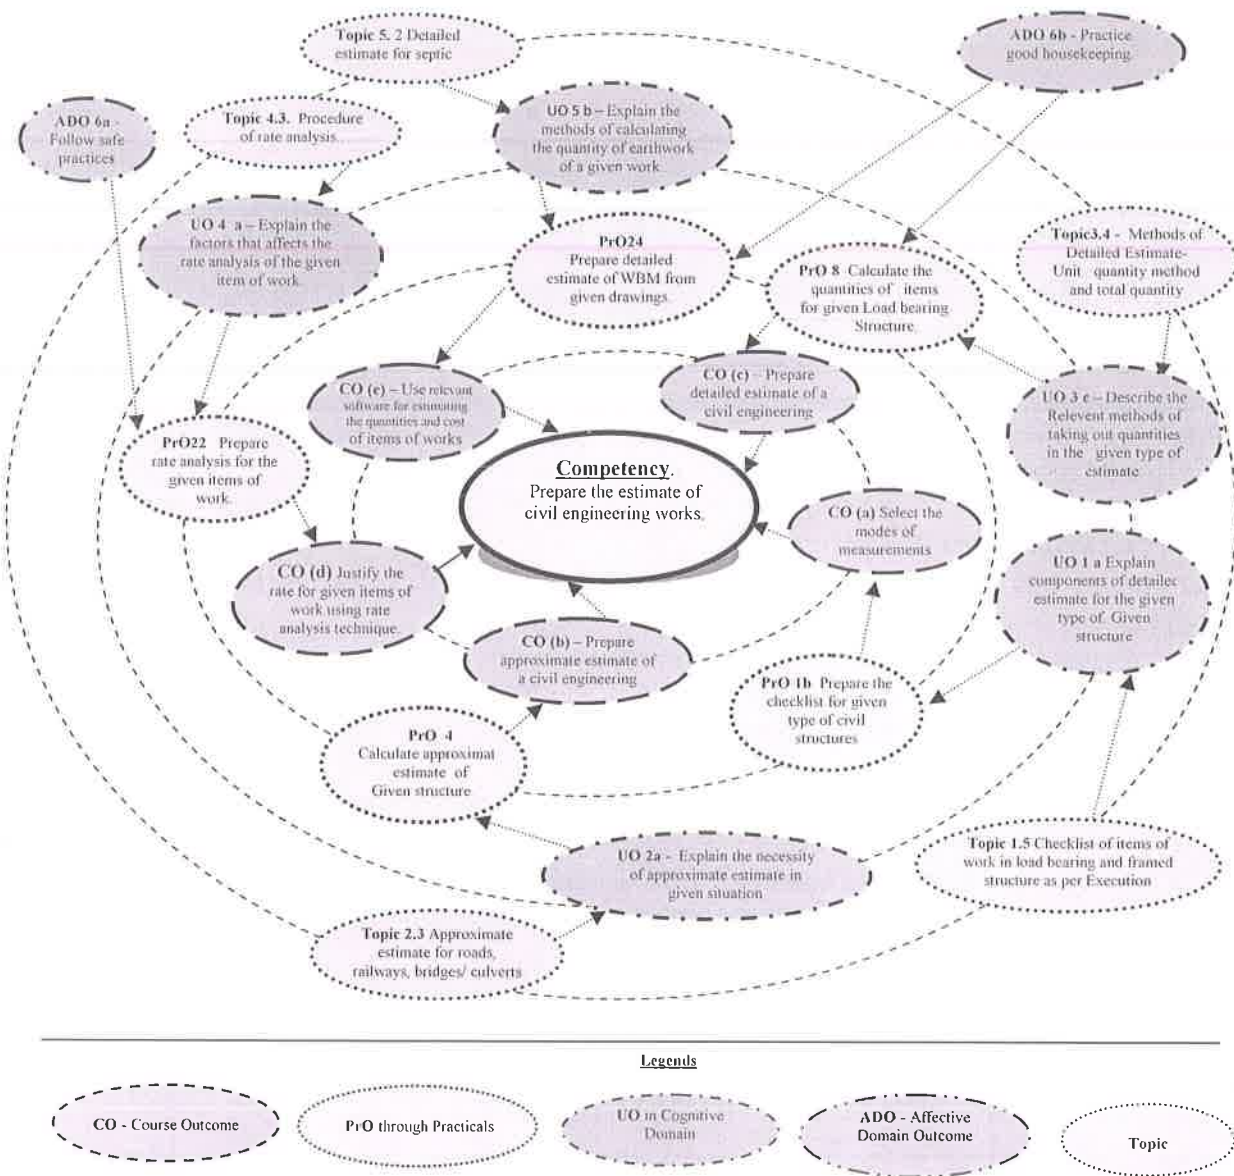 Topic 5. 2 Detailed
estimate for septic
ADO 6b - Practice
good housekeeping.
ADO 6a -
Follow safe
practices
Topic 4.3. Procedure
of rate analysis.
UO 5 b – Explain the
methods of calculating
the quantity of earthwork
of a given work.
UO 4 a – Explain the
factors that affects the
rate analysis of the given
item of work.
PrO24
Prepare detailed
estimate of WBM from
given drawings.
PrO 8 Calculate the
quantities of items
for given Load bearing
Structure.
Topic3.4 - Methods of
Detailed Estimate-
Unit quantity method
and total quantity
CO (e) – Use relevant
software for estimating
the quantities and cost
of items of works
CO (c) – Prepare
detailed estimate of a
civil engineering
UO 3 e – Describe the
Relevent methods of
taking out quantities
in the given type of
estimate.
PrO22 Prepare
rate analysis for the
given items of
work.
Competency.
Prepare the estimate of
civil engineering works.
CO (a) Select the
modes of
measurements
CO (d) Justify the
rate for given items of
work using rate
analysis technique.
UO 1 a Explain
components of detailec
estimate for the given
type of Given
structure
CO (b) – Prepare
approximate estimate of
a civil engineering
PrO 1b Prepare the
checklist for given
type of civil
structures
PrO 4
Calculate approximat
estimate of
Given structure
UO 2a - Explain the necessity
of approximate estimate in
given situation
Topic 1.5 Checklist of items of
work in load bearing and framed
structure as per Execution
Topic 2.3 Approximate
estimate for roads,
railways, bridges/ culverts
Legends
CO - Course Outcome
PrO through Practicals
UO in Cognitive
Domain
ADO - Affective
Domain Outcome
Topic